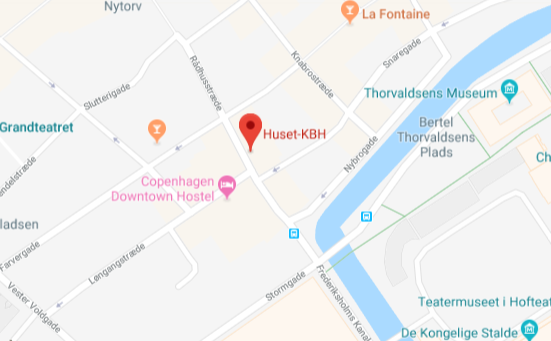 Nytorv
La Fontaine
Rådhusstræde
Knabrostræde
Snaregade
Slutterigade
Thorvaldsens Museum
Grandteatret
Huset-KBH
Bertel
Thorvaldsens
Plads
Nybrogade
Ch
Copenhagen
Downtown Hostel
ndelstræde
ladsen
Farvergade
Løngangstræde
Stormgade
Frederiksholms Kanal
Vester Voldgade
Teatermuseet i Hofteat
De Kongelige Stalde